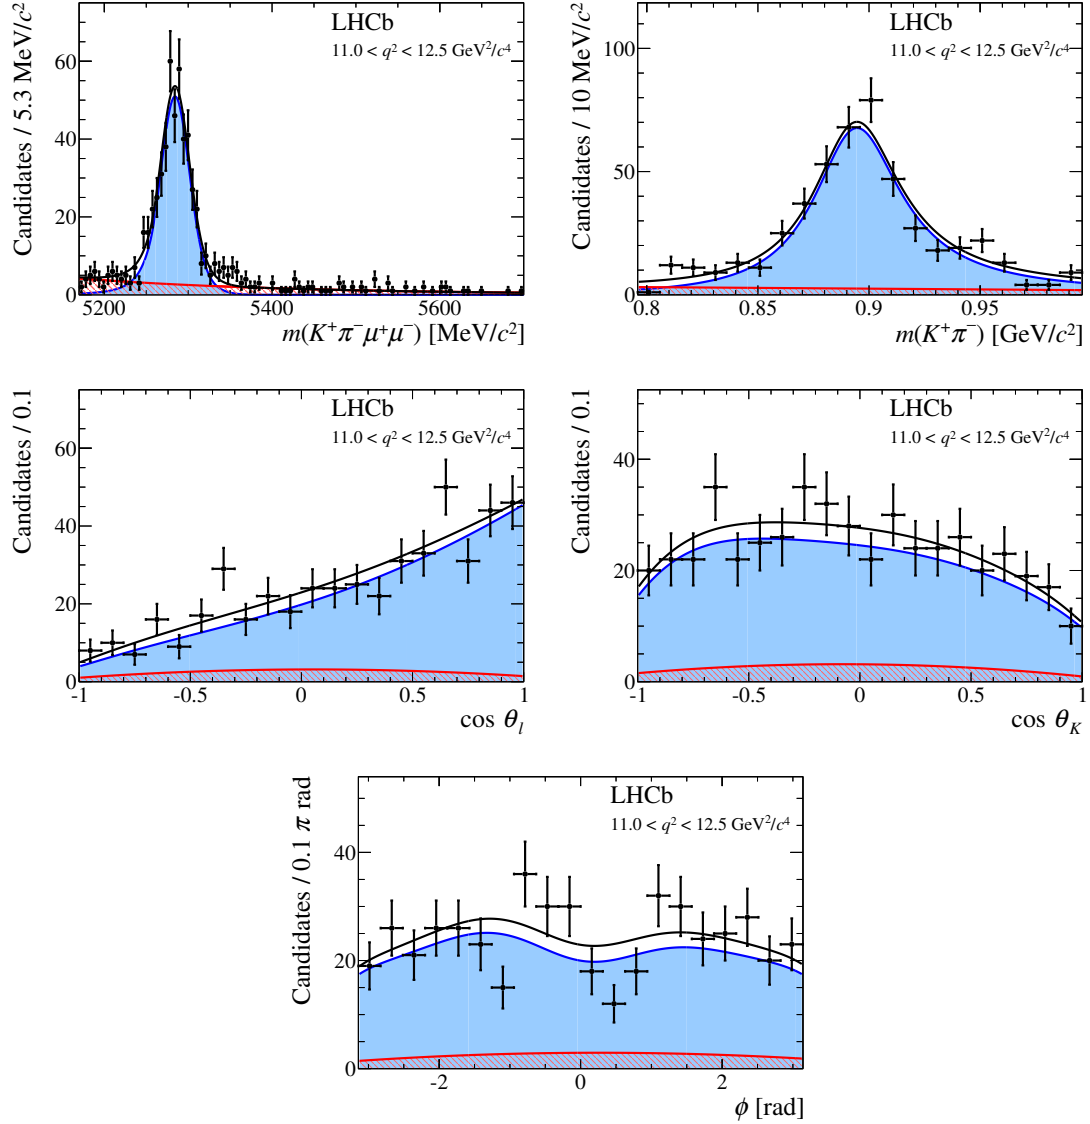 Candidates / 5.3 MeV/c²
LHCb
11.0 < q² < 12.5 GeV²/c⁴
60
40
20
0
5200 5400 5600
m(K⁺π⁻μ⁺μ⁻) [MeV/c²]
Candidates / 10 MeV/c²
LHCb
11.0 < q² < 12.5 GeV²/c⁴
100
50
0
0.8 0.85 0.9 0.95
m(K⁺π⁻) [GeV/c²]
Candidates / 0.1
LHCb
11.0 < q² < 12.5 GeV²/c⁴
60
40
20
0
-1 -0.5 0 0.5 1
cos θ_l
Candidates / 0.1
LHCb
11.0 < q² < 12.5 GeV²/c⁴
40
20
0
-1 -0.5 0 0.5 1
cos θ_K
Candidates / 0.1 π rad
LHCb
11.0 < q² < 12.5 GeV²/c⁴
40
20
0
-2 0 2
ϕ [rad]